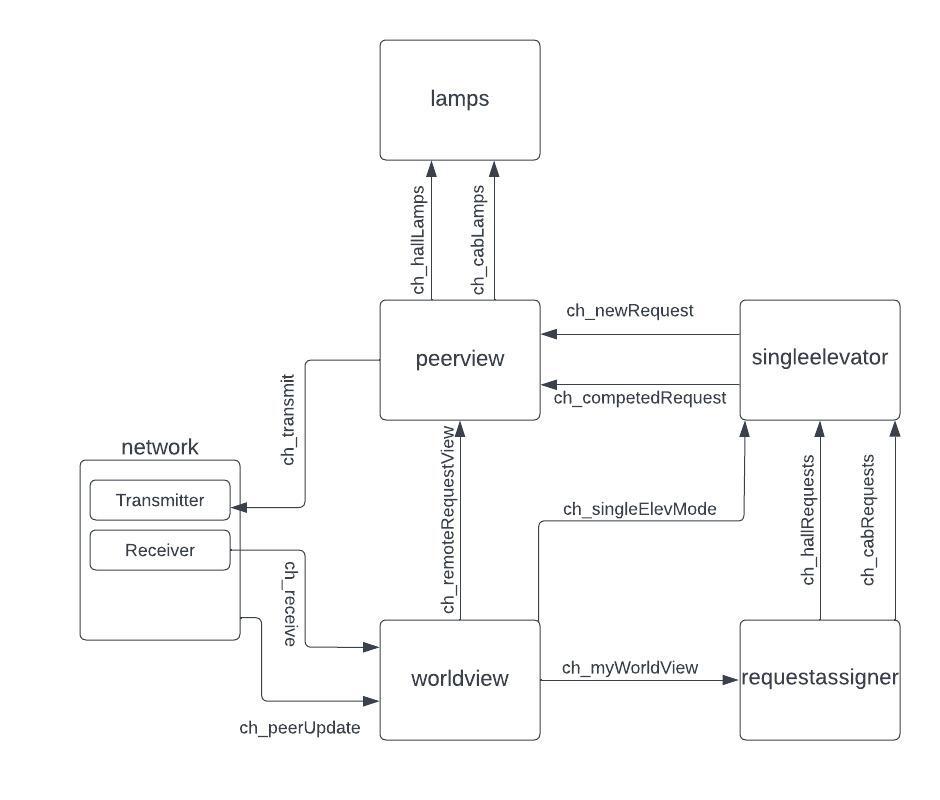 lamps
ch_hallLamps
ch_cabLamps
ch_newRequest
peerview
singleelevator
ch_competedRequest
ch_transmit
network
Transmitter
Receiver
ch_remoteRequestView
ch_singleElevMode
ch_hallRequests
ch_cabRequests
ch_receive
worldview
ch_myWorldView
requestassigner
ch_peerUpdate